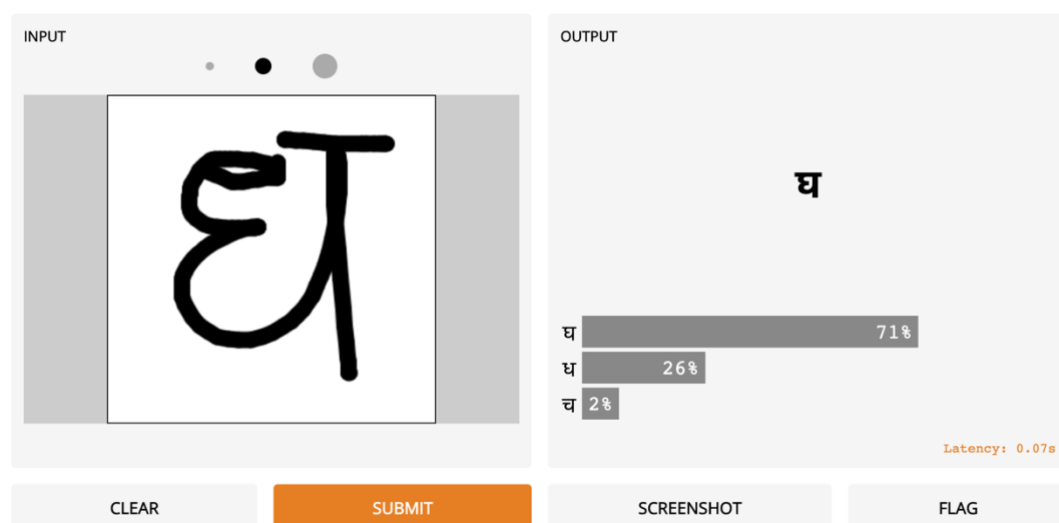 INPUT
ध
CLEAR
SUBMIT
OUTPUT
घ
घ 71%
ध 26%
च 2%
Latency: 0.07s
SCREENSHOT
FLAG